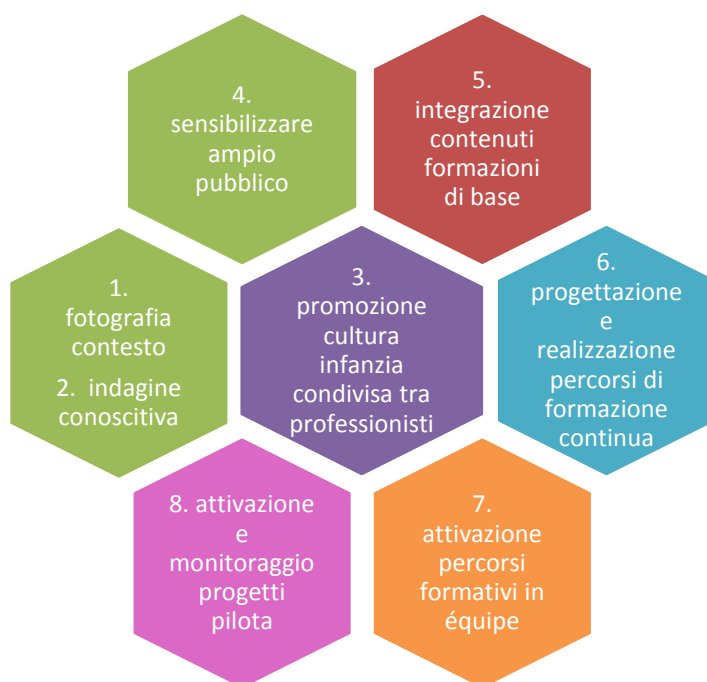 4.
sensibilizzare
ampio
pubblico
5.
integrazione
contenuti
formazioni
di base
1.
fotografia
contesto
2. indagine
conoscitiva
3.
promozione
cultura
infanzia
condivisa tra
professionisti
6.
progettazione
e
realizzazione
percorsi di
formazione
continua
8. attivazione
e
monitoraggio
progetti
pilota
7.
attivazione
percorsi
formativi in
équipe